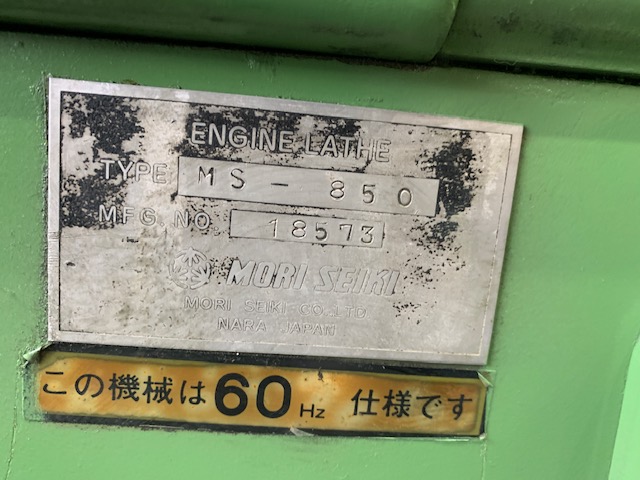 ENGINE LATHE
TYPE MS - 850
MFG. NO. 18573
MORI SEIKI
MORI SEIKI CO., LTD
NARA JAPAN
この機械は60Hz 仕様です